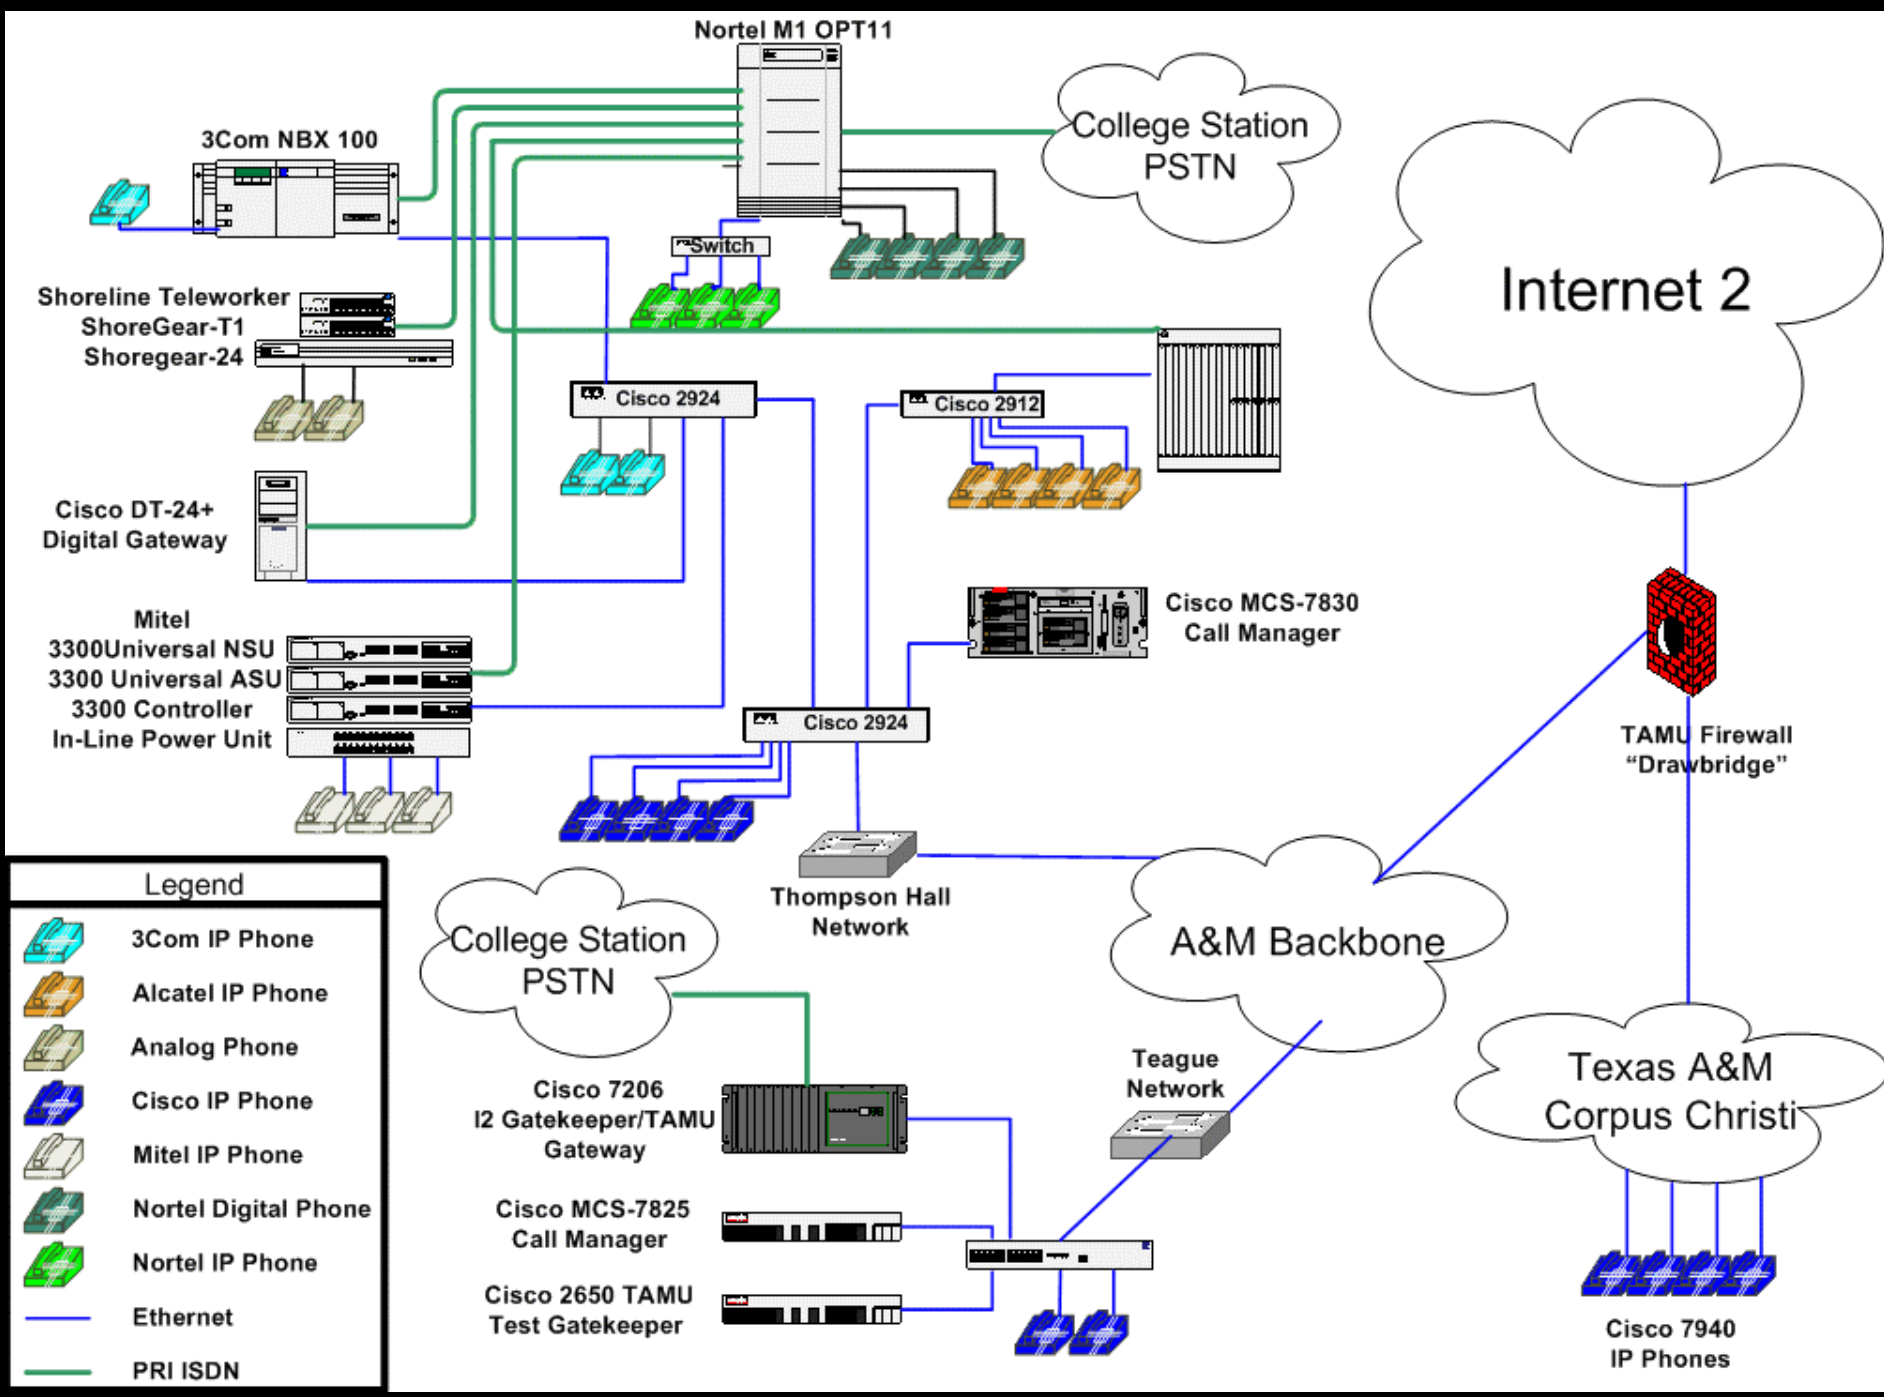 Nortel M1 OPT11
College Station
PSTN
3Com NBX 100
Internet 2
Switch
Shoreline Teleworker
ShoreGear-T1
Shoregear-24
Cisco 2924
Cisco 2912
Cisco DT-24+
Digital Gateway
Cisco MCS-7830
Call Manager
Mitel
3300Universal NSU
3300 Universal ASU
3300 Controller
In-Line Power Unit
Cisco 2924
TAMU Firewall
“Drawbridge”
Thompson Hall
Network
A&M Backbone
College Station
PSTN
Teague
Network
Texas A&M
Corpus Christi
Cisco 7206
I2 Gatekeeper/TAMU
Gateway
Cisco MCS-7825
Call Manager
Cisco 2650 TAMU
Test Gatekeeper
Cisco 7940
IP Phones
Legend
3Com IP Phone
Alcatel IP Phone
Analog Phone
Cisco IP Phone
Mitel IP Phone
Nortel Digital Phone
Nortel IP Phone
Ethernet
PRI ISDN